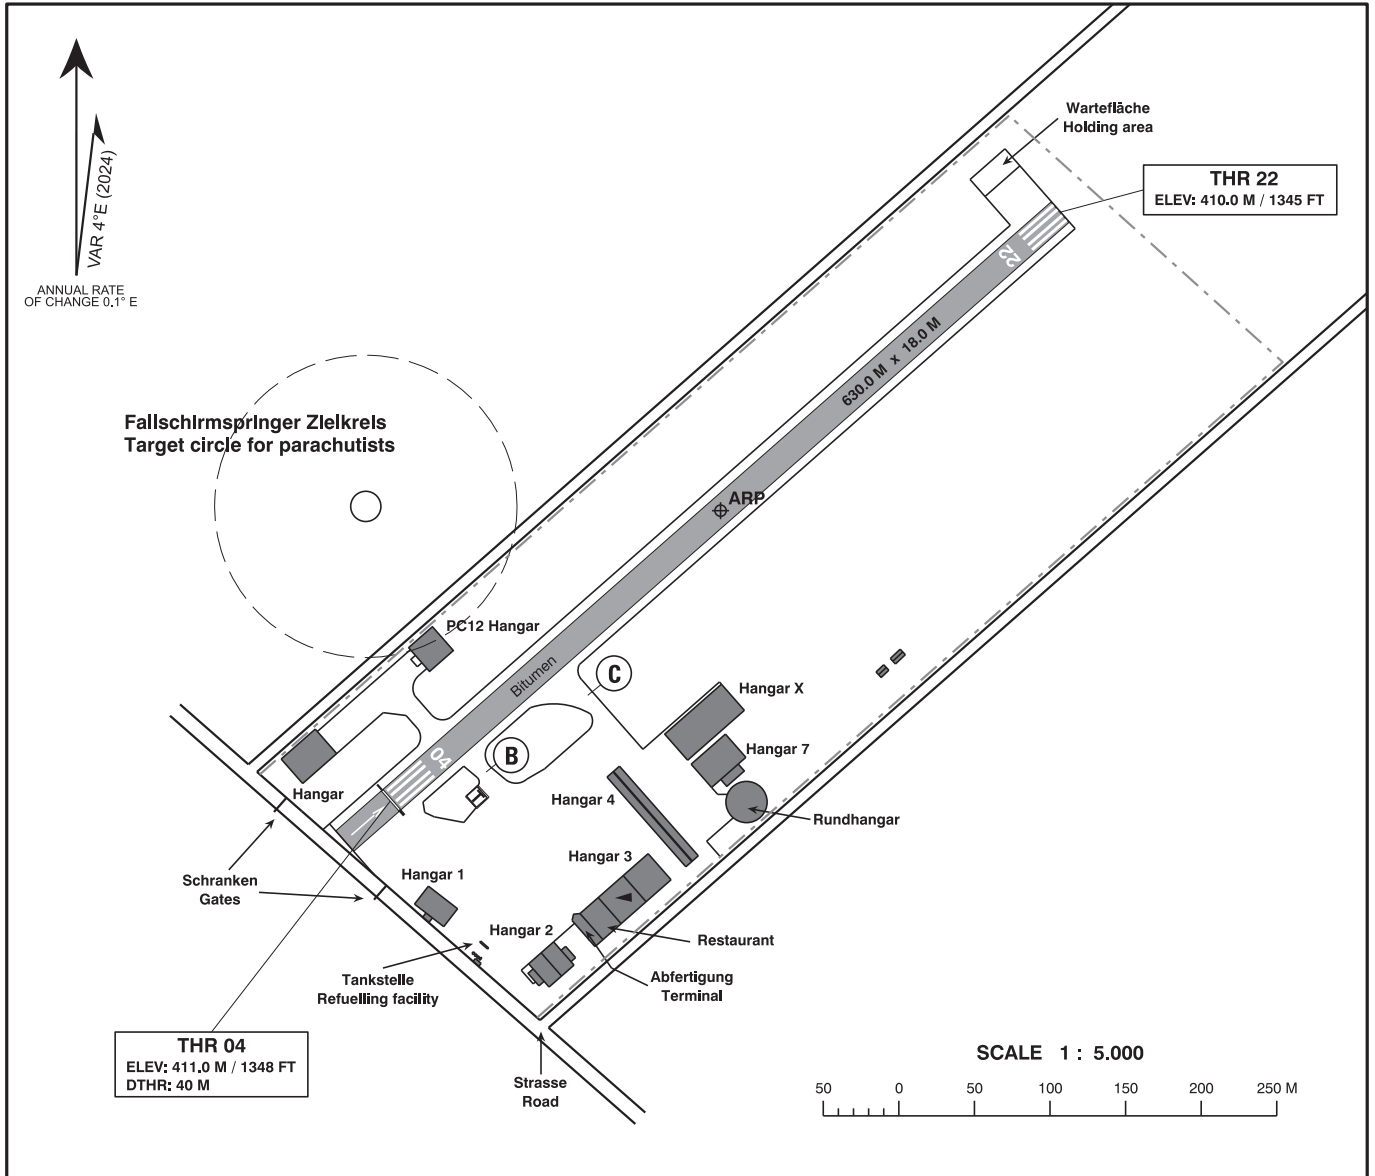 Wartefläche
Holding area
THR 22
ELEV: 410.0 M / 1345 FT
VAR 4°E (2024)
ANNUAL RATE
OF CHANGE 0.1° E
22
630.0 M x 18.0 M
Fallschirmspringer Zielkreis
Target circle for parachutists
ARP
PC12 Hangar
Bitumen
C
Hangar X
B
Hangar 7
04
Hangar
Hangar 4
Rundhangar
Hangar 3
Schranken
Gates
Hangar 1
Hangar 2
Restaurant
Tankstelle
Refuelling facility
Abfertigung
Terminal
THR 04
ELEV: 411.0 M / 1348 FT
DTHR: 40 M
Strasse
Road
SCALE 1 : 5.000
50 0 50 100 150 200 250 M